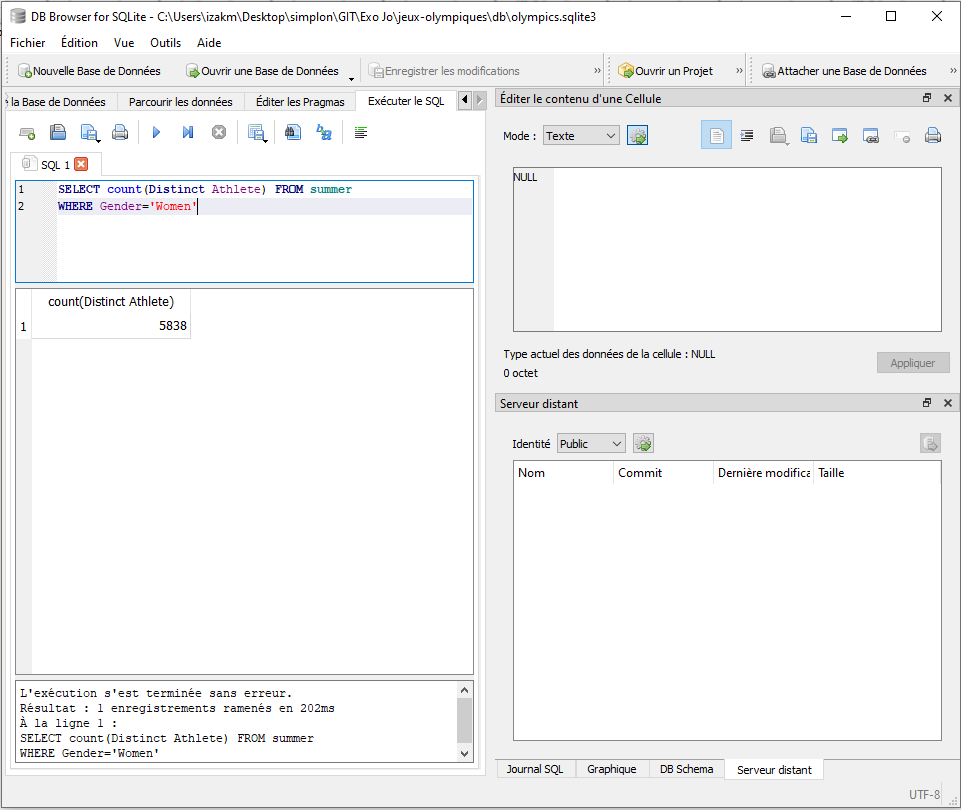 DB Browser for SQLite - C:\Users\izakm\Desktop\simplon\GIT\Exo Jo\jeux-olympiques\db\olympics.sqlite3
Fichier Édition Vue Outils Aide
Nouvelle Base de Données Ouvrir une Base de Données Enregistrer les modifications » Ouvrir un Projet » Attacher une Base de Données »
la Base de Données Parcourir les données Éditer les Pragmas Exécuter le SQL
SQL 1
1 SELECT count(Distinct Athlete) FROM summer
2 WHERE Gender='Women'
count(Distinct Athlete)
1 5838
L'exécution s'est terminée sans erreur.
Résultat : 1 enregistrements ramenés en 202ms
À la ligne 1 :
SELECT count(Distinct Athlete) FROM summer
WHERE Gender='Women'
Éditer le contenu d'une Cellule
Mode : Texte
NULL
Type actuel des données de la cellule : NULL
0 octet
Appliquer
Serveur distant
Identité Public
Nom Commit Dernière modifica Taille
Journal SQL Graphique DB Schema Serveur distant
UTF-8